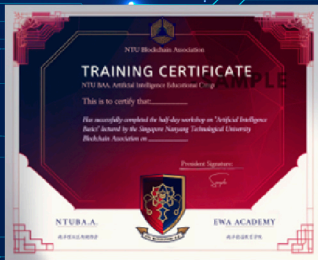 NTU Blockchain Association
TRAINING CERTIFICATE
SAMPLE
NTU BAA. Artificial Intelligence Educational Camp
This is to certify that:
Has successfully completed the half-day workshop on "Artificial Intelligence
Basics" lectured by the Singapore Nanyang Technological University
Blockchain Association on
President Signature:
NTUBA.A.
EWA ACADEMY